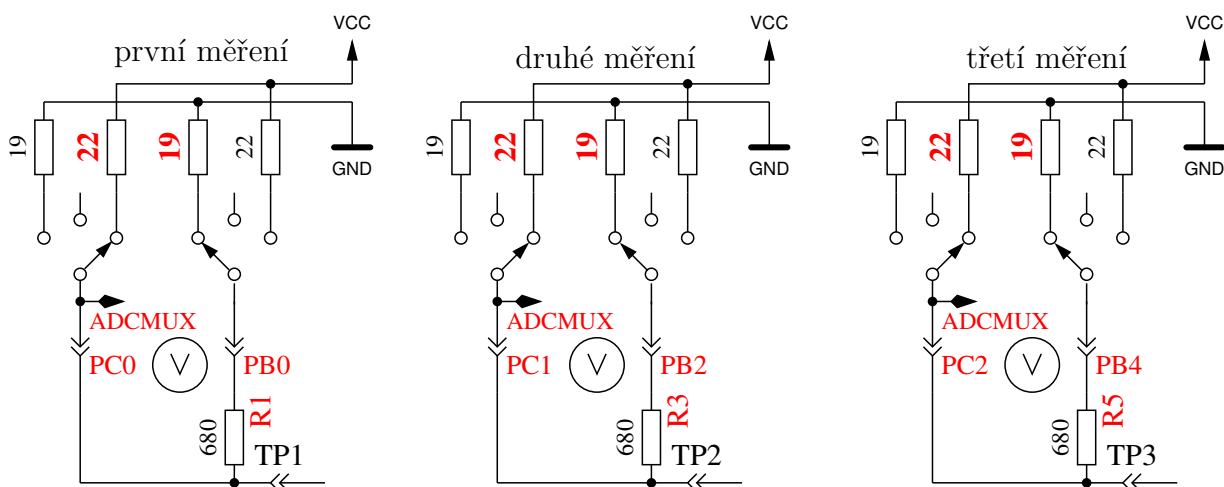 první měření
VCC
19
22
19
22
GND
ADCMUX
PC0
V
PB0
R1
680
TP1
druhé měření
VCC
19
22
19
22
GND
ADCMUX
PC1
V
PB2
R3
680
TP2
třetí měření
VCC
19
22
19
22
GND
ADCMUX
PC2
V
PB4
R5
680
TP3